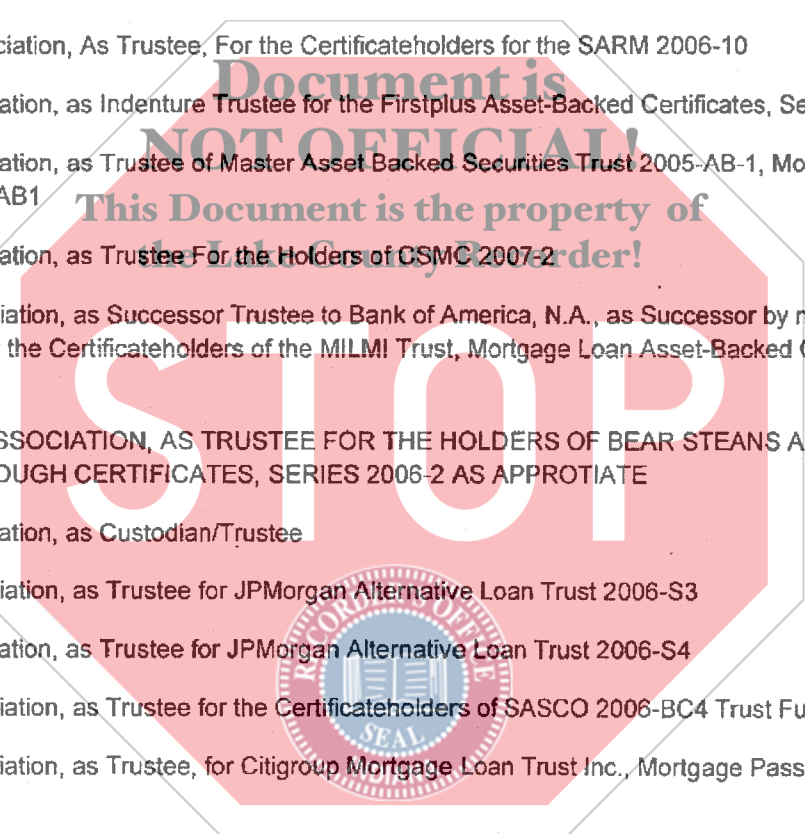 ciation, As Trustee, For the Certificateholders for the SARM 2006-10
Document is
ation, as Indenture Trustee for the Firstplus Asset-Backed Certificates, Se
NOT OFFICIAL!
ation, as Trustee of Master Asset Backed Securities Trust 2005-AB-1, Mo
AB1
This Document is the property of
ation, as Trustee For the Holders of CSMC 2007-2
the Lake County Recorder!
iation, as Successor Trustee to Bank of America, N.A., as Successor by
the Certificateholders of the MILMI Trust, Mortgage Loan Asset-Backed
STOP
SSOCIATION, AS TRUSTEE FOR THE HOLDERS OF BEAR STEANS A
OUGH CERTIFICATES, SERIES 2006-2 AS APPROTIATE
ation, as Custodian/Trustee
iation, as Trustee for JPMorgan Alternative Loan Trust 2006-S3
RECORDER'S OFFICE
ation, as Trustee for JPMorgan Alternative Loan Trust 2006-S4
iation, as Trustee for the Certificateholders of SASCO 2006-BC4 Trust Fu
SEAL
iation, as Trustee, for Citigroup Mortgage Loan Trust Inc., Mortgage Pass